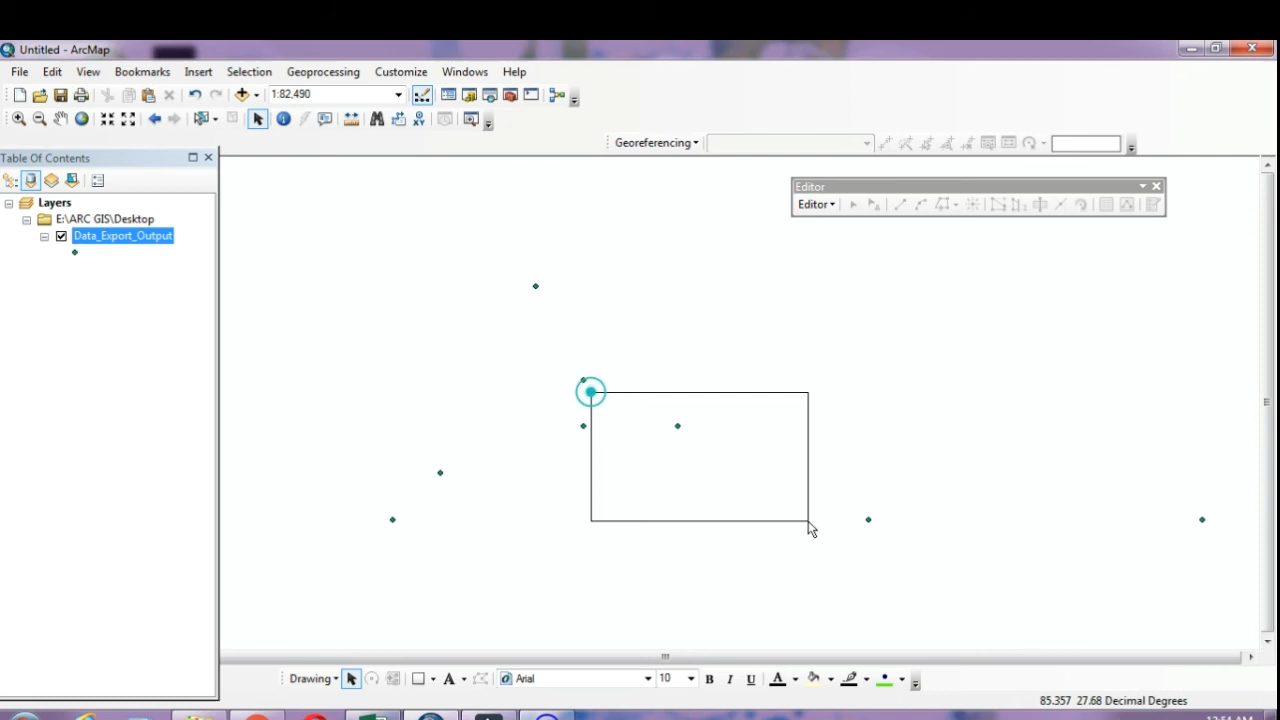 Untitled - ArcMap
File Edit View Bookmarks Insert Selection Geoprocessing Customize Windows Help
1:82,490
Georeferencing
Table Of Contents
Editor
Editor
Layers
E:\ARC GIS\Desktop
Data_Export_Output
Drawing A Arial 10 B I U A
85.357 27.68 Decimal Degrees